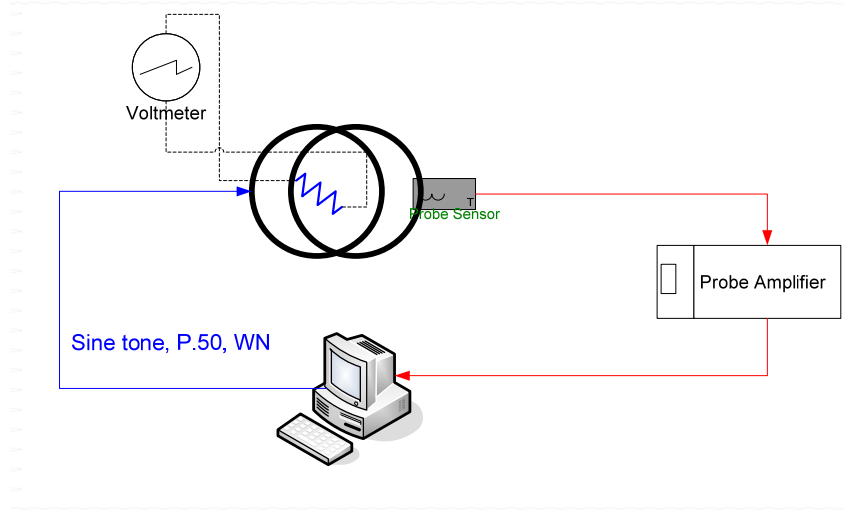 Voltmeter
T
Probe Sensor
Probe Amplifier
Sine tone, P.50, WN